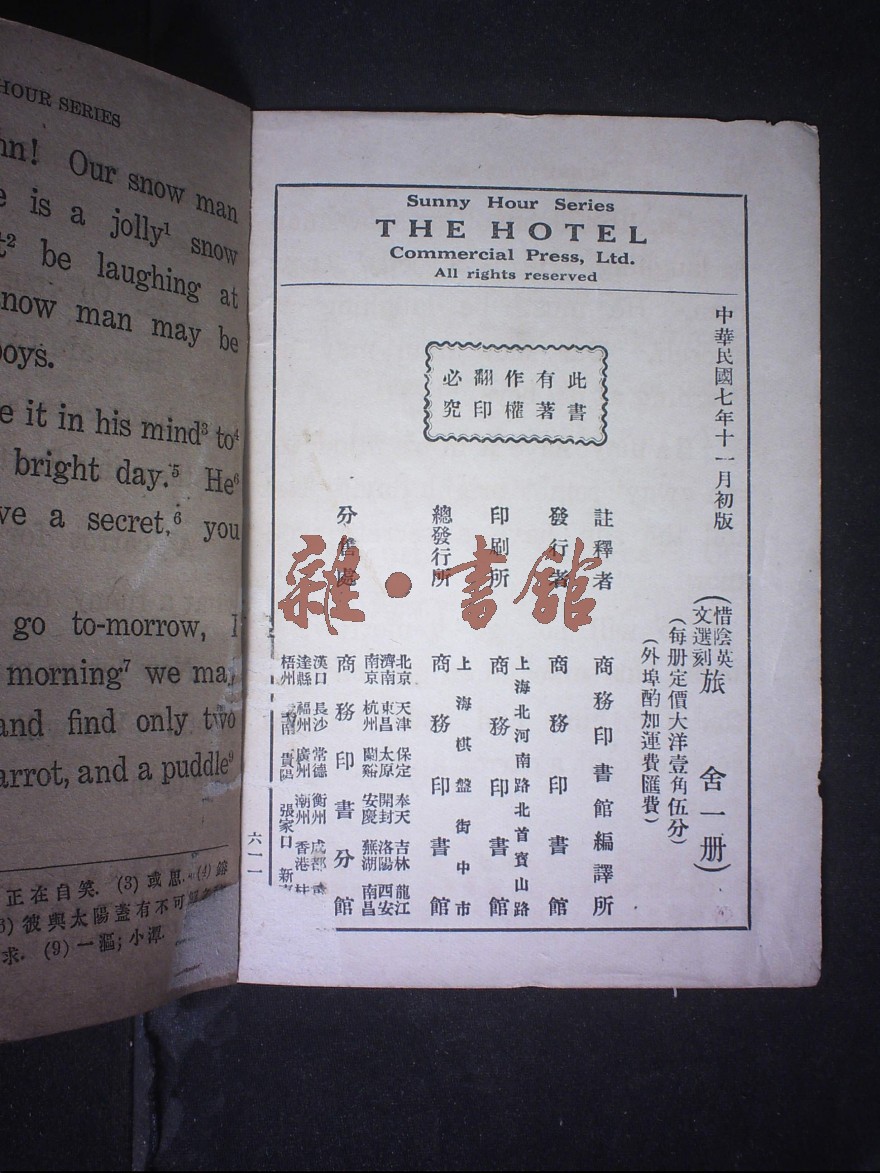 HOUR SERIES
Our snow man
is a jolly¹ snow
be laughing at
snow man may be
boys.
it in his mind³ to⁴
bright day.⁵ He⁶
a secret,⁶ you
go to-morrow, I
morning⁷ we may
and find only two
carrot, and a puddle⁹
正在自笑. (3) 或思. (4) 鎔
彼與太陽蓋有不可
求. (9) 一漚; 小潭
Sunny Hour Series
THE HOTEL
Commercial Press, Ltd.
All rights reserved
中華民國七年十一月初版
此書
有著
作權
翻印
必究
(惜陰英文選刻 旅舍一册)
(每册定價大洋壹角伍分)
(外埠酌加運費匯費)
註釋者 商務印書館編譯所
發行者 商務印書館
上海北河南路北首寶山路
印刷所 商務印書館
上海棋盤街中市
總發行所 商務印書館
北京 天津 保定 奉天 吉林 龍江
濟南 東昌 太原 開封 洛陽 西安
南京 杭州 蘭谿 安慶 蕪湖 南昌
分售處 商務印書分館
漢口 長沙 常德 衡州 成都
達縣 福州 廣州 潮州 香港
梧州 貴陽 張家口 新
六一一
雜·書館